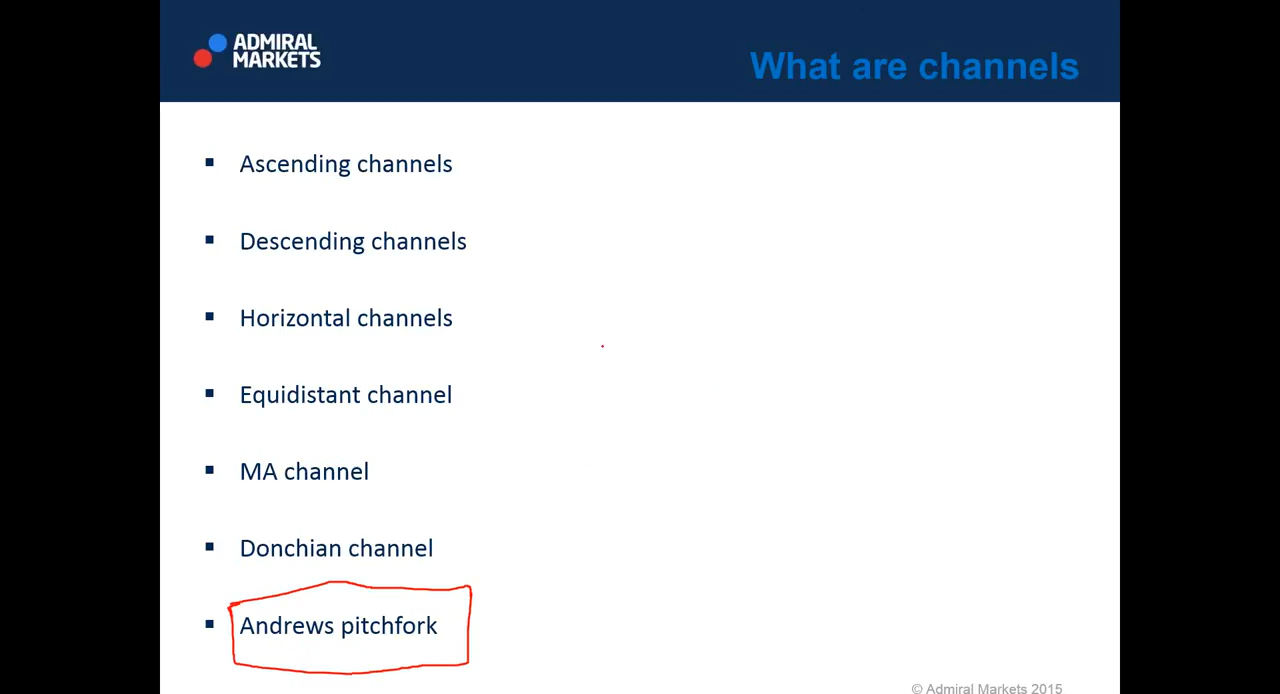 ADMIRAL
MARKETS
What are channels
▪ Ascending channels
▪ Descending channels
▪ Horizontal channels
▪ Equidistant channel
▪ MA channel
▪ Donchian channel
▪ Andrews pitchfork
© Admiral Markets 2015